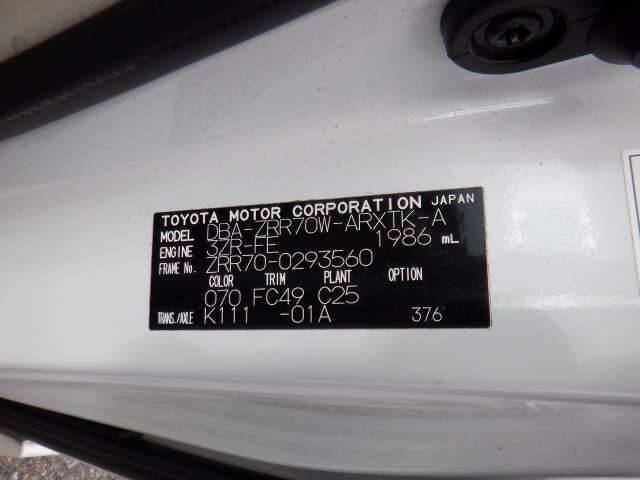 TOYOTA MOTOR CORPORATION JAPAN
MODEL DBA-ZRR70W-ARXTK-A
ENGINE 3ZR-FE 1986 mL
FRAME No. ZRR70-0293560
COLOR TRIM PLANT OPTION
070 FC49 C25
TRANS./AXLE K111 -01A 376